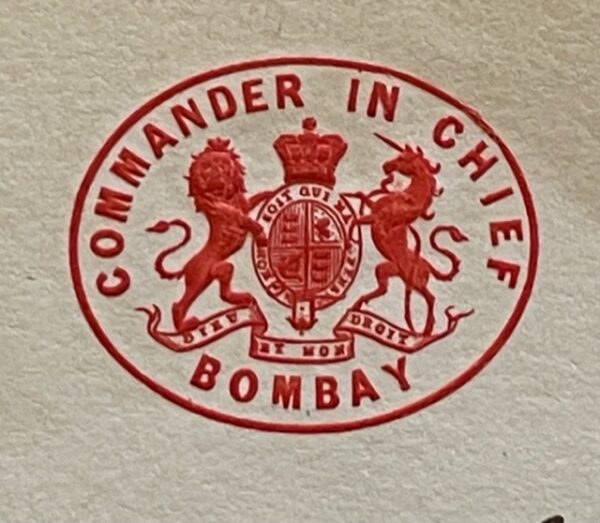 COMMANDER IN CHIEF
DIEU
ET MON
DROIT
BOMBAY